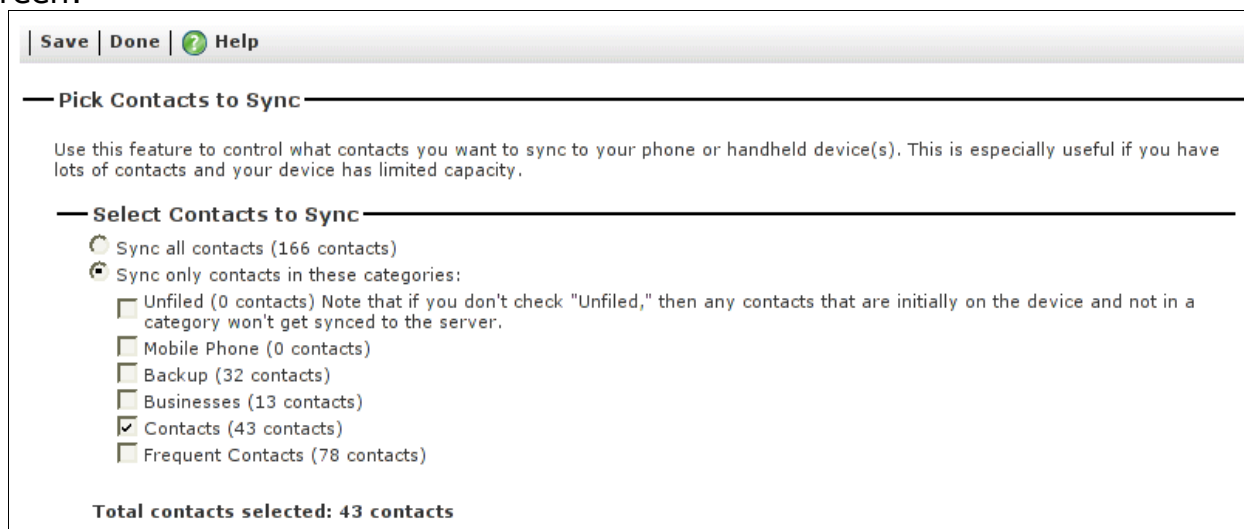 Save | Done | Help
Pick Contacts to Sync
Use this feature to control what contacts you want to sync to your phone or handheld device(s). This is especially useful if you have
lots of contacts and your device has limited capacity.
Select Contacts to Sync
Sync all contacts (166 contacts)
Sync only contacts in these categories:
Unfiled (0 contacts) Note that if you don't check "Unfiled," then any contacts that are initially on the device and not in a
category won't get synced to the server.
Mobile Phone (0 contacts)
Backup (32 contacts)
Businesses (13 contacts)
Contacts (43 contacts)
Frequent Contacts (78 contacts)
Total contacts selected: 43 contacts